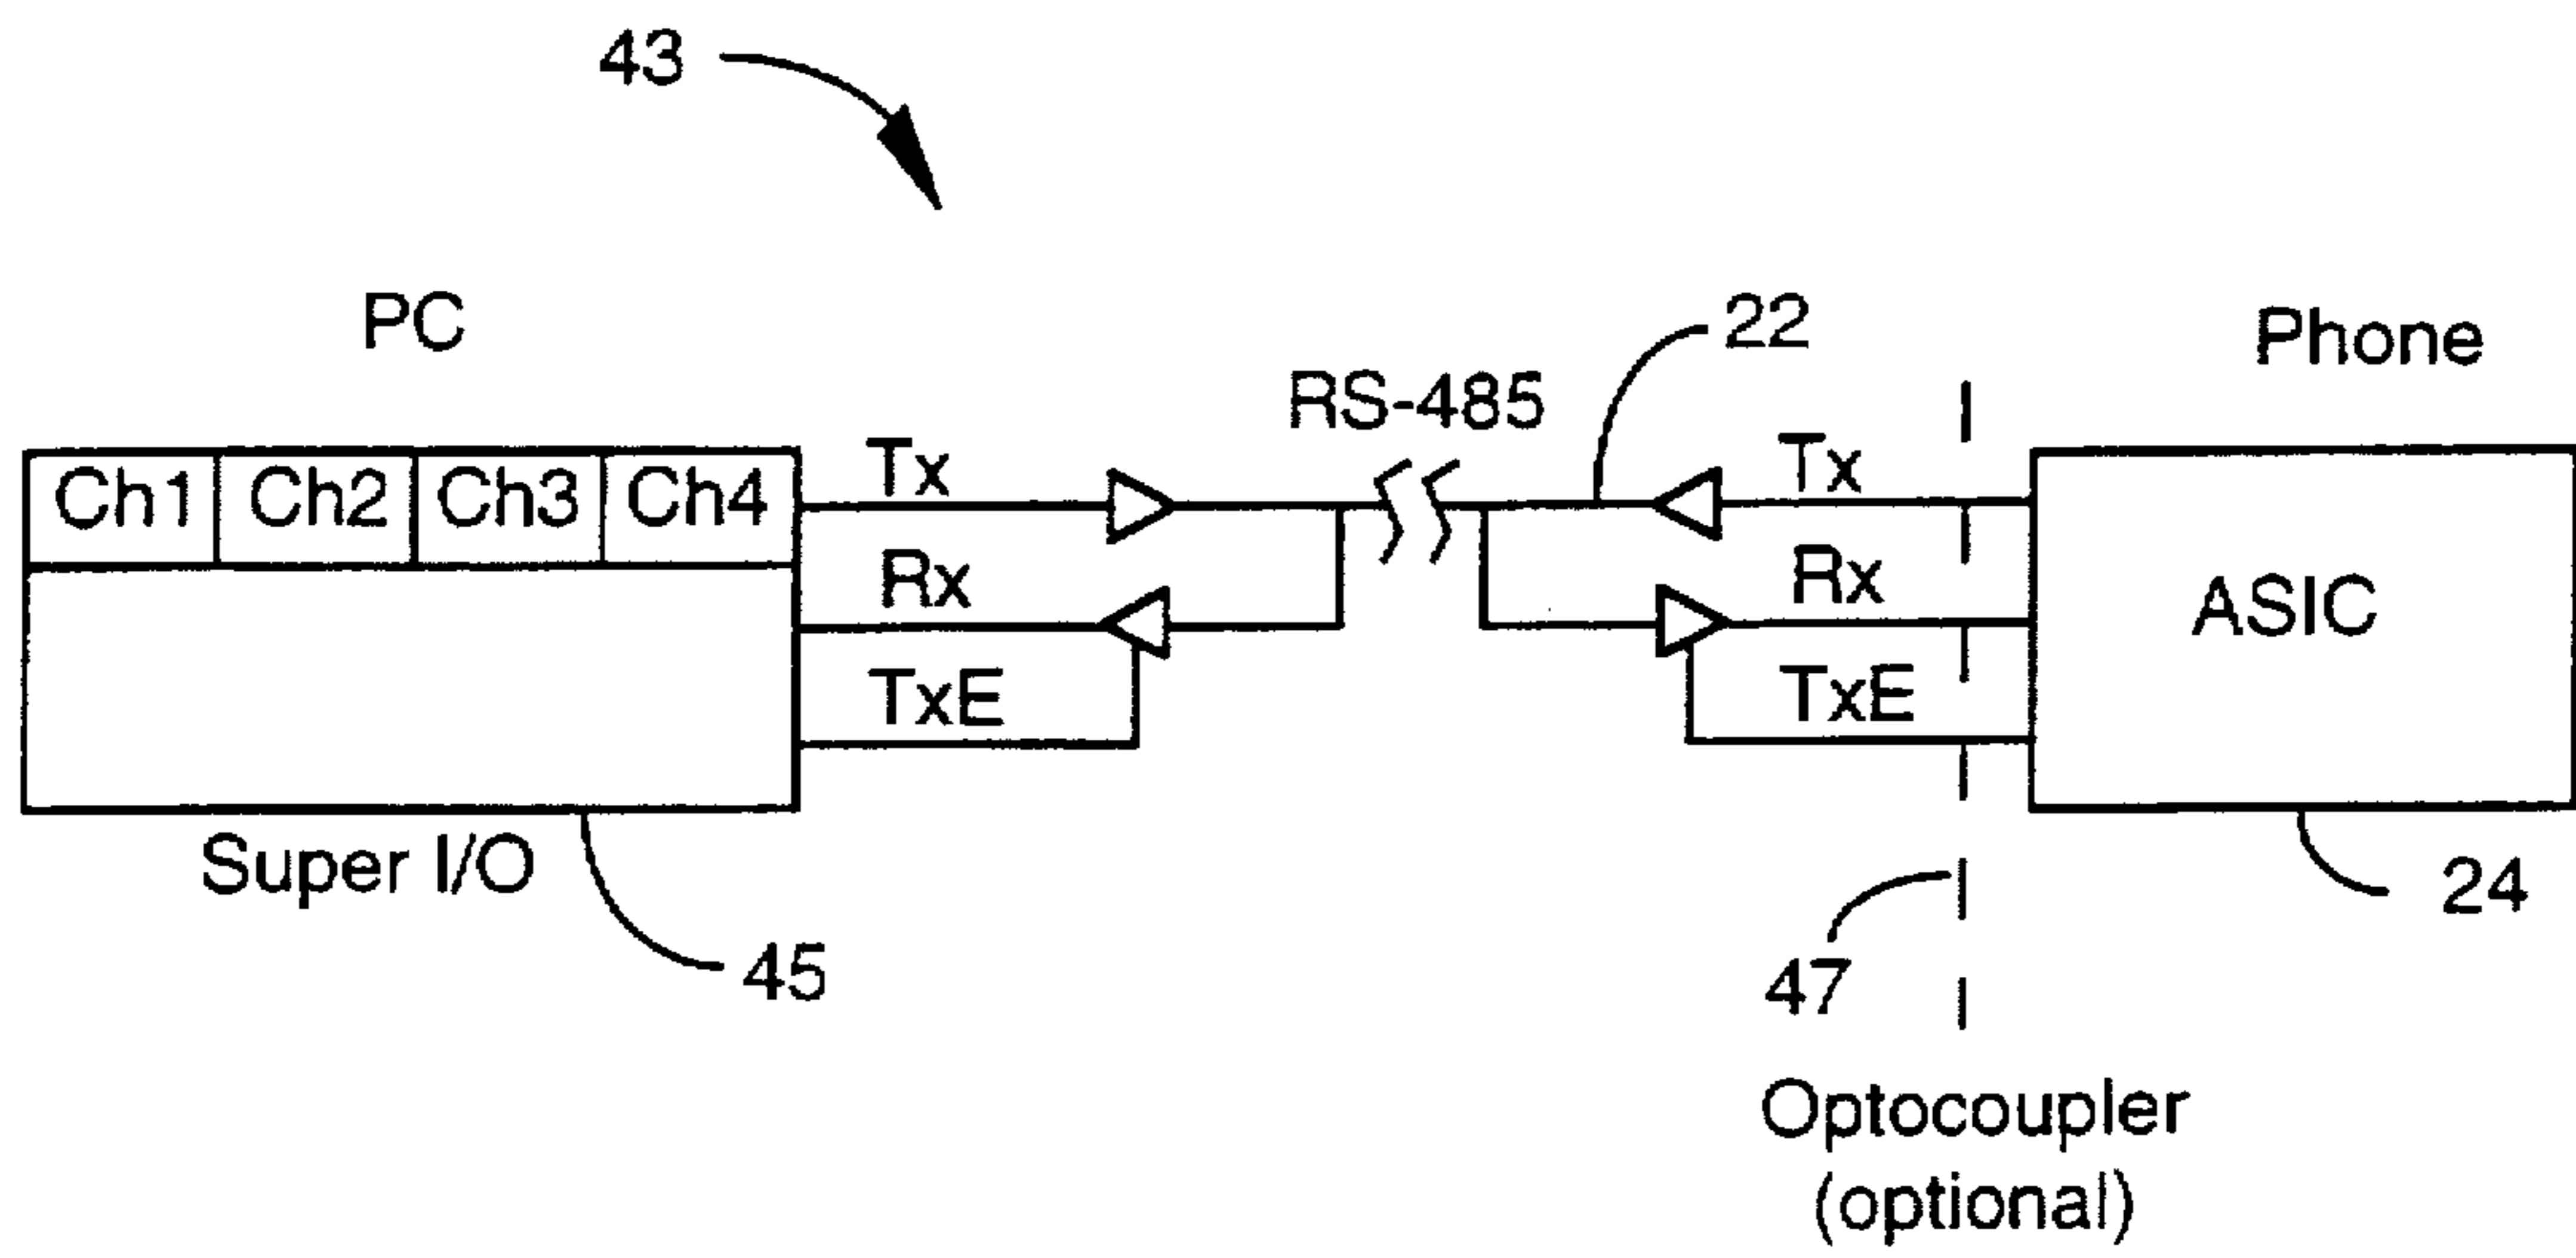 43
PC
22
Phone
RS-485
Ch1 Ch2 Ch3 Ch4
Tx
Tx
Rx
Rx
ASIC
TxE
TxE
Super I/O
45
47
24
Optocoupler
(optional)